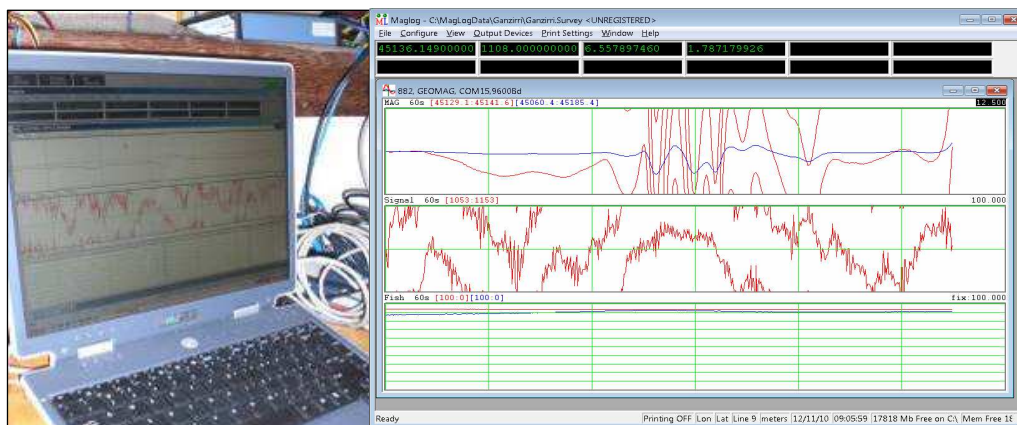 Maglog - C:\MagLogData\Ganzirri\Ganzirri.Survey <UNREGISTERED>
File Configure View Output Devices Print Settings Window Help
45136.14900000 1108.000000000 6.557897460 1.787179926
882, GEOMAG, COM15,9600Bd
MAG 60s [45129.1:45141.6][45060.4:45185.4] 12.500
Signal 60s [1053:1153] 100.000
Fish 60s [100:0][100:0] fix:100.000
Ready Printing OFF Lon Lat Line 9 meters 12/11/10 09:05:59 17818 Mb Free on C:\ Mem Free 18